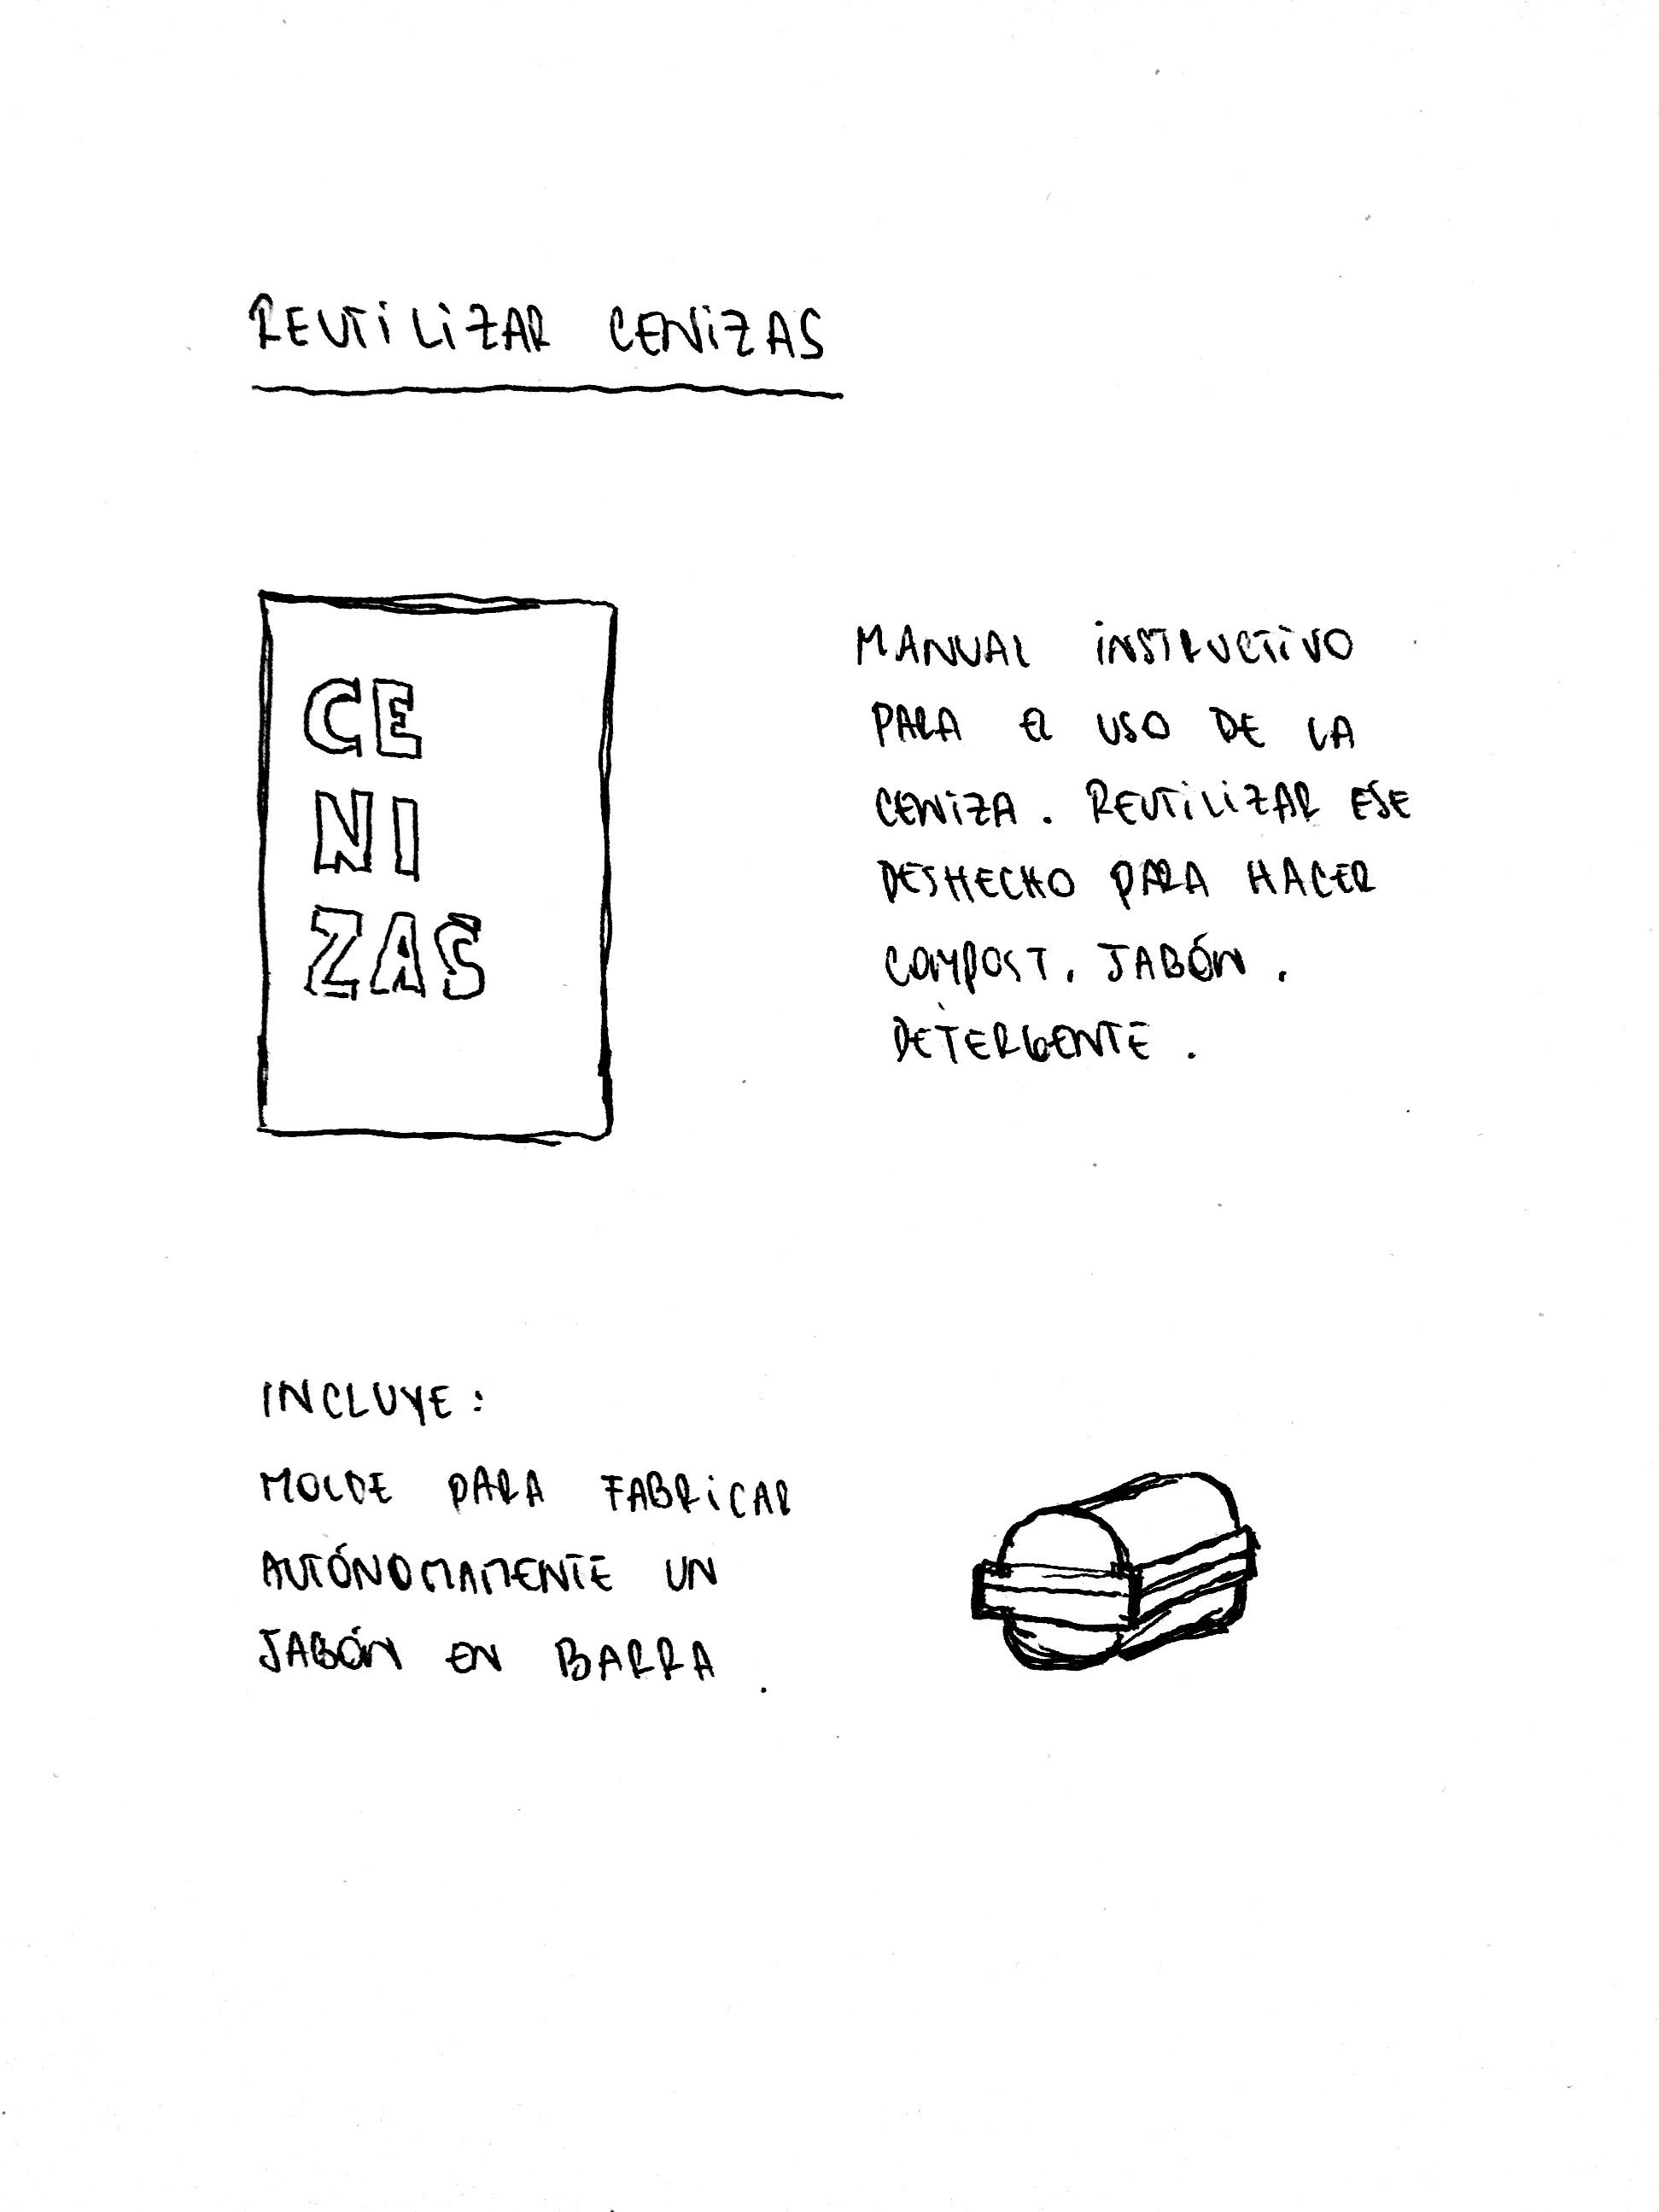 REUTiLiZAR CENiZAS
CE
NI
ZAS
MANUAL iNSTRUCTiVO
PARA El USO DE LA
CENiZA. REUTiLiZAR ESE
DESHECHO PARA HACER
COMPOST. JABÓN.
DETERGENTE.
INCLUYE:
MOLDE PARA FABRiCAR
AUTÓNOMAMENTE UN
JABÓN EN BARRA.